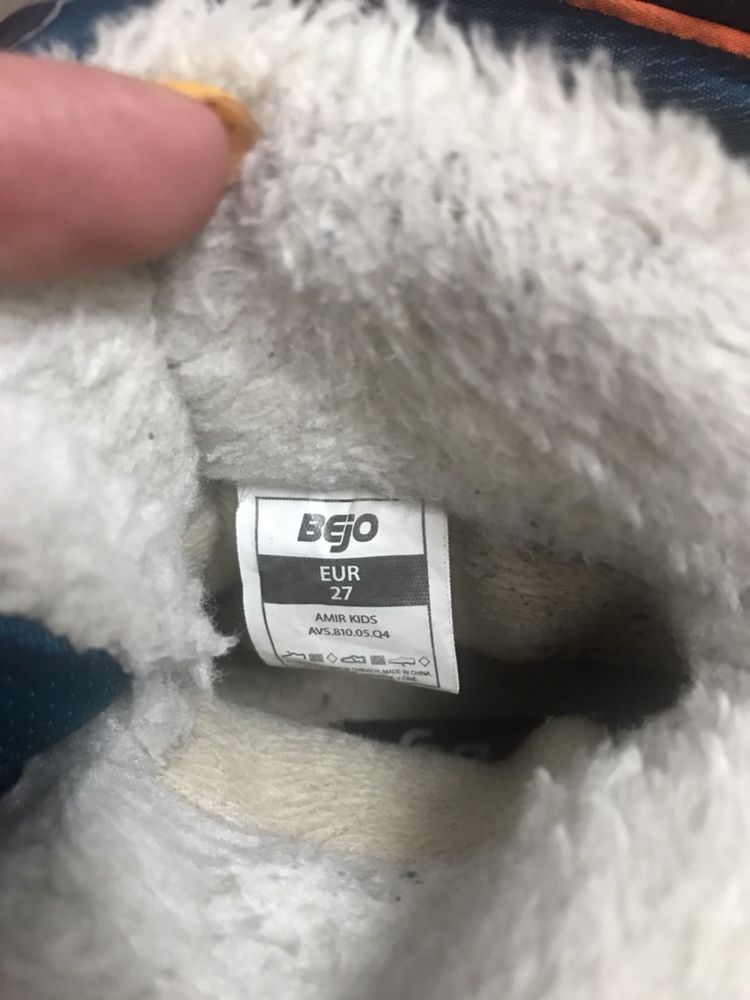 BEJO
EUR
27
AMIR KIDS
AVS.810.05.Q4
MADE IN CHINA